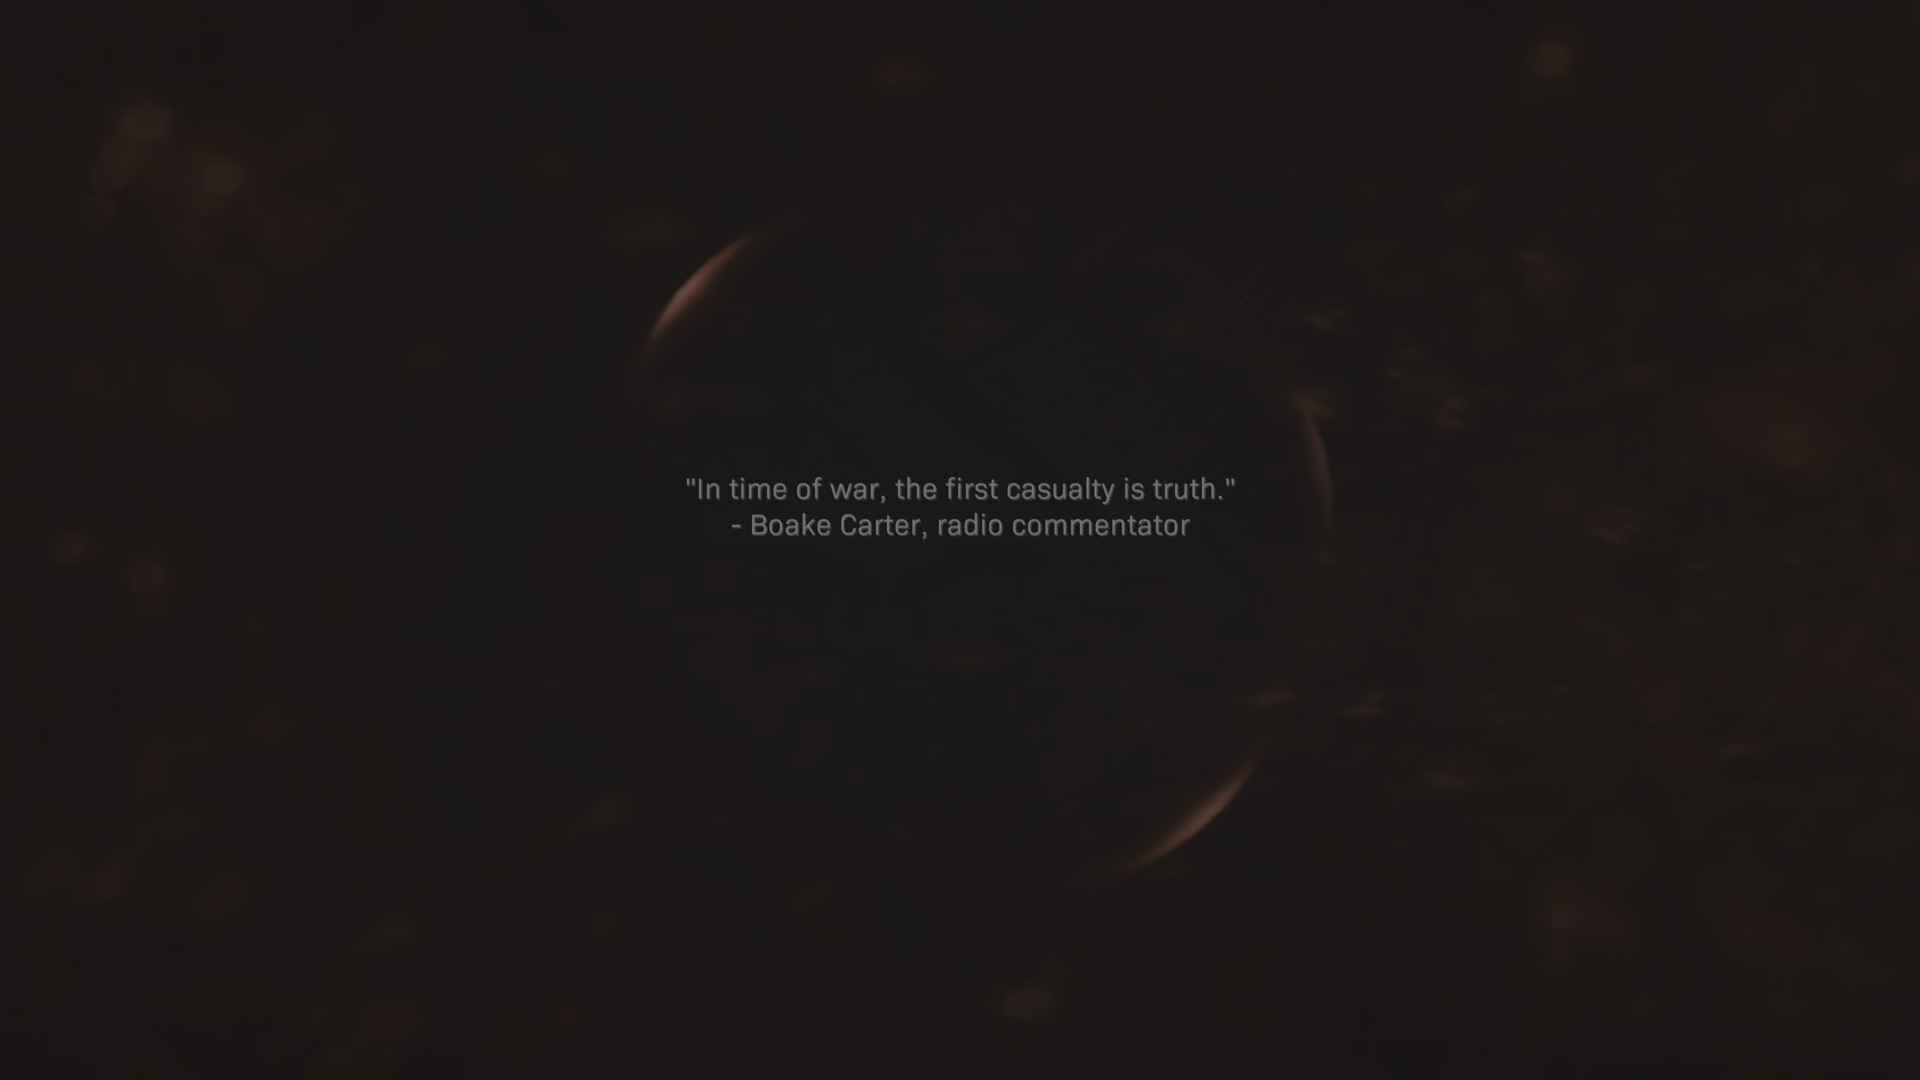 "In time of war, the first casualty is truth."
- Boake Carter, radio commentator